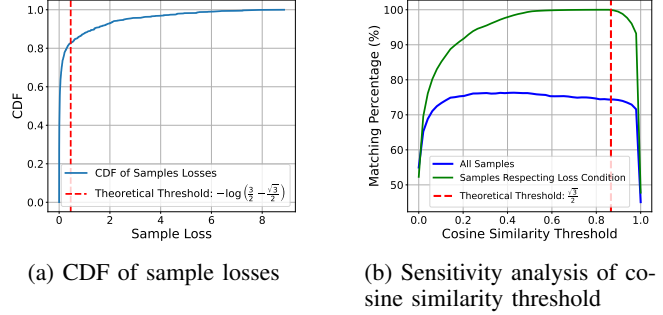 1.0
0.8
0.6
0.4
0.2
0.0
CDF
CDF of Samples Losses
Theoretical Threshold: −log(3/2 − √3/2)
0 2 4 6 8
Sample Loss
(a) CDF of sample losses
100
90
80
70
60
50
Matching Percentage (%)
All Samples
Samples Respecting Loss Condition
Theoretical Threshold: √3/2
0.0 0.2 0.4 0.6 0.8 1.0
Cosine Similarity Threshold
(b) Sensitivity analysis of co-
sine similarity threshold